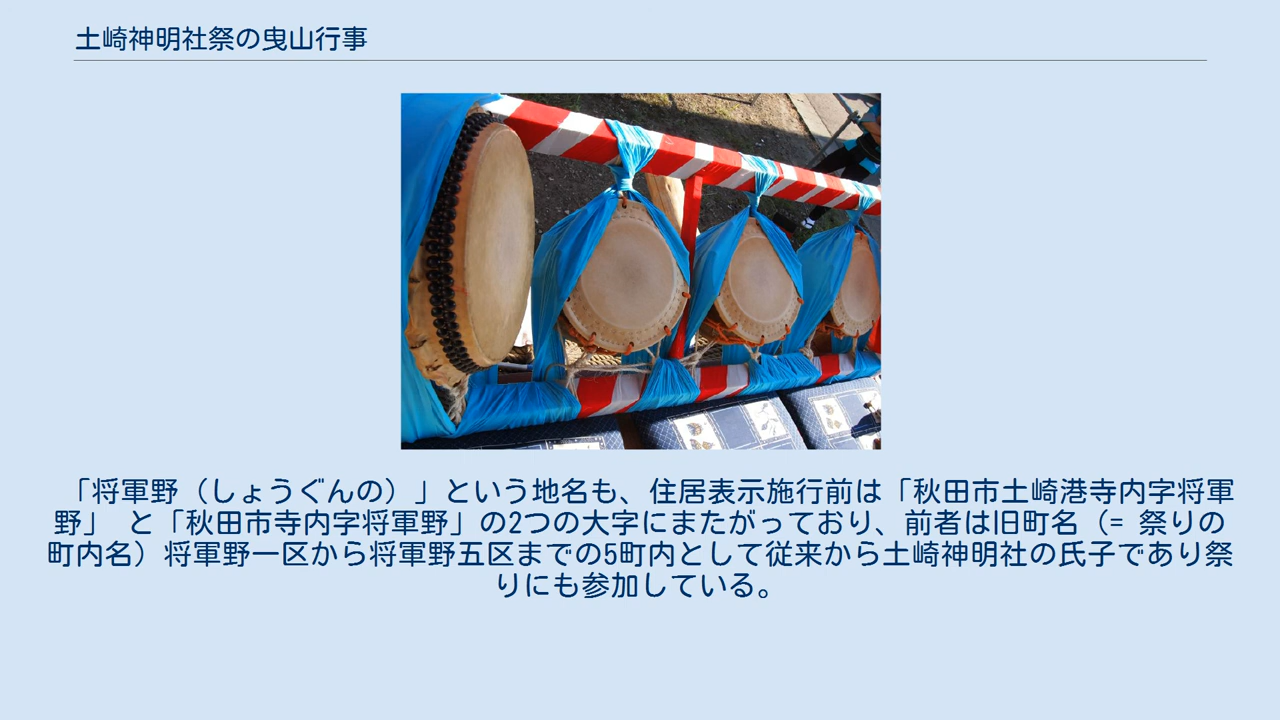 土崎神明社祭の曳山行事
「将軍野（しょうぐんの）」という地名も、住居表示施行前は「秋田市土崎港寺内字将軍
野」 と「秋田市寺内字将軍野」の2つの大字にまたがっており、前者は旧町名（= 祭りの
町内名）将軍野一区から将軍野五区までの5町内として従来から土崎神明社の氏子であり祭
りにも参加している。